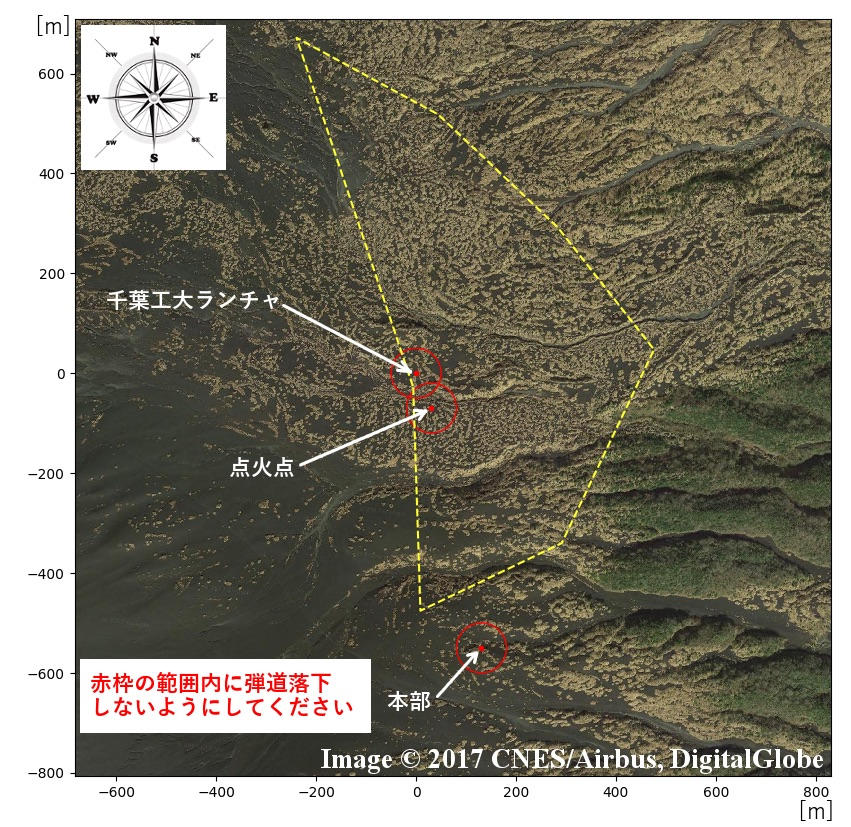 [m]
N
NW
NE
W
E
SW
SE
S
600
400
200
0
−200
−400
−600
−800
千葉工大ランチャ
点火点
本部
赤枠の範囲内に弾道落下
しないようにしてください
Image © 2017 CNES/Airbus, DigitalGlobe
−600
−400
−200
0
200
400
600
800
[m]